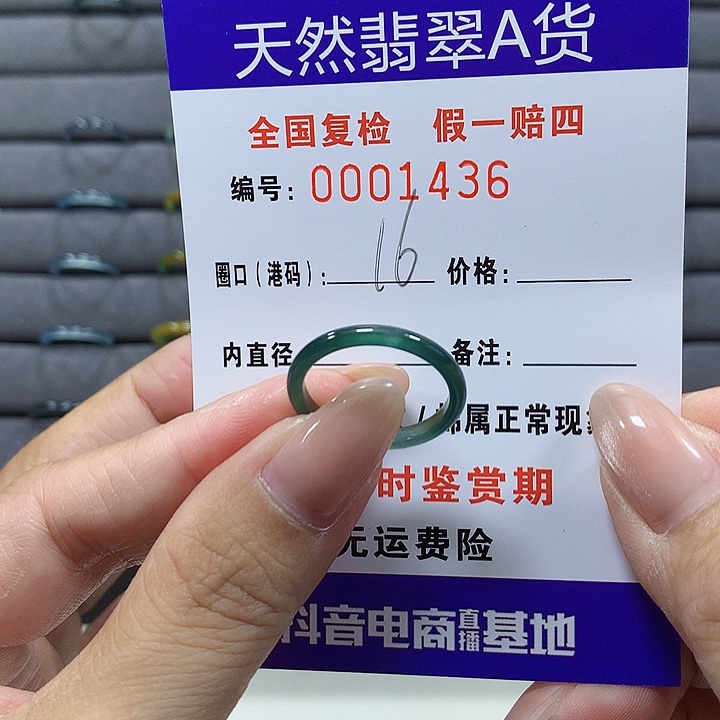 天然翡翠A货
全国复检 假一赔四
编号: 0001436
圈口(港码): 16 价格:
内直径 备注:
/ 属正常现
时鉴赏期
无运费险
抖音电商直播基地